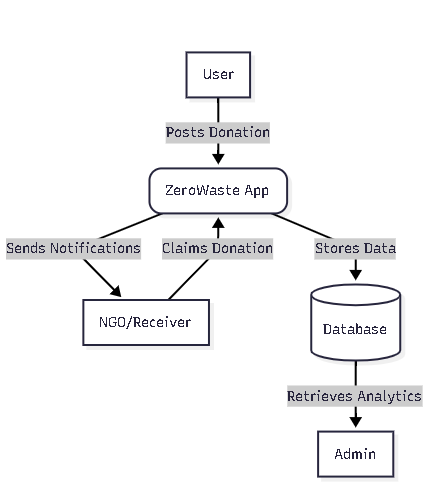 User
Posts Donation
ZeroWaste App
Sends Notifications
Claims Donation
Stores Data
NGO/Receiver
Database
Retrieves Analytics
Admin